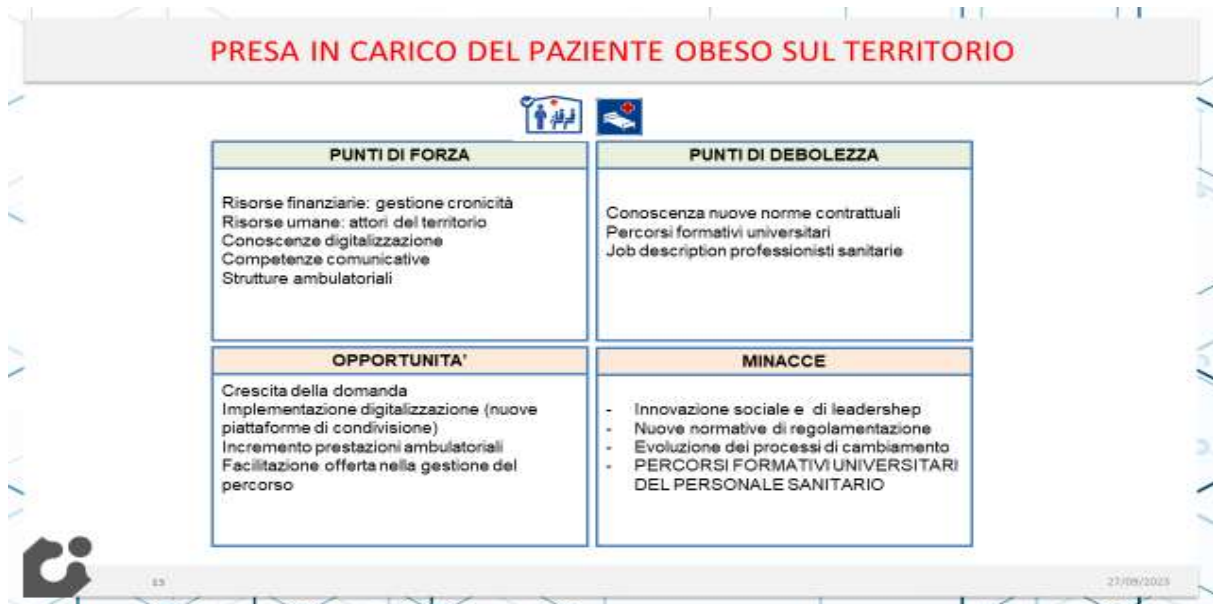 PRESA IN CARICO DEL PAZIENTE OBESO SUL TERRITORIO
PUNTI DI FORZA
Risorse finanziarie: gestione cronicità
Risorse umane: attori del territorio
Conoscenze digitalizzazione
Competenze comunicative
Strutture ambulatoriali
PUNTI DI DEBOLEZZA
Conoscenza nuove norme contrattuali
Percorsi formativi universitari
Job description professionisti sanitarie
OPPORTUNITA'
Crescita della domanda
Implementazione digitalizzazione (nuove
piattaforme di condivisione)
Incremento prestazioni ambulatoriali
Facilitazione offerta nella gestione del
percorso
MINACCE
- Innovazione sociale e di leadershep
- Nuove normative di regolamentazione
- Evoluzione dei processi di cambiamento
- PERCORSI FORMATIVI UNIVERSITARI
DEL PERSONALE SANITARIO
27/09/2023